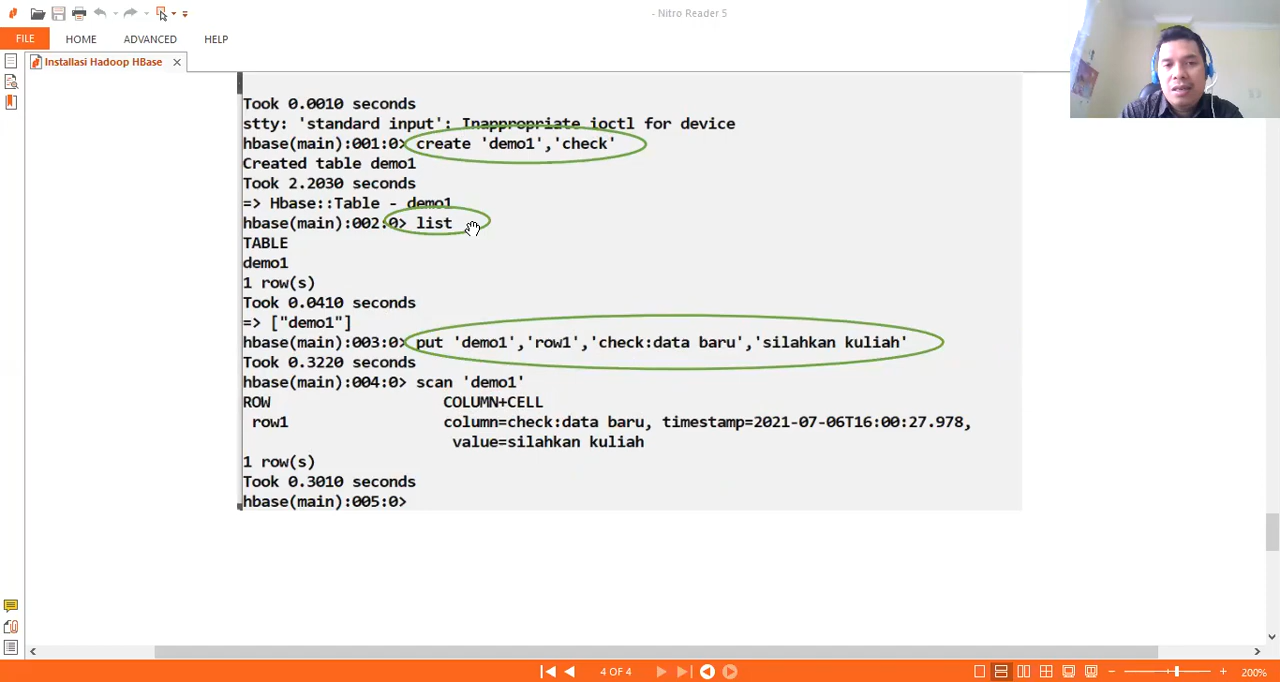 - Nitro Reader 5
FILE HOME ADVANCED HELP
Installasi Hadoop HBase
Took 0.0010 seconds
stty: 'standard input': Inappropriate ioctl for device
hbase(main):001:0> create 'demo1','check'
Created table demo1
Took 2.2030 seconds
=> Hbase::Table - demo1
hbase(main):002:0> list
TABLE
demo1
1 row(s)
Took 0.0410 seconds
=> ["demo1"]
hbase(main):003:0> put 'demo1','row1','check:data baru','silahkan kuliah'
Took 0.3220 seconds
hbase(main):004:0> scan 'demo1'
ROW COLUMN+CELL
row1 column=check:data baru, timestamp=2021-07-06T16:00:27.978,
value=silahkan kuliah
1 row(s)
Took 0.3010 seconds
hbase(main):005:0>
4 OF 4
200%